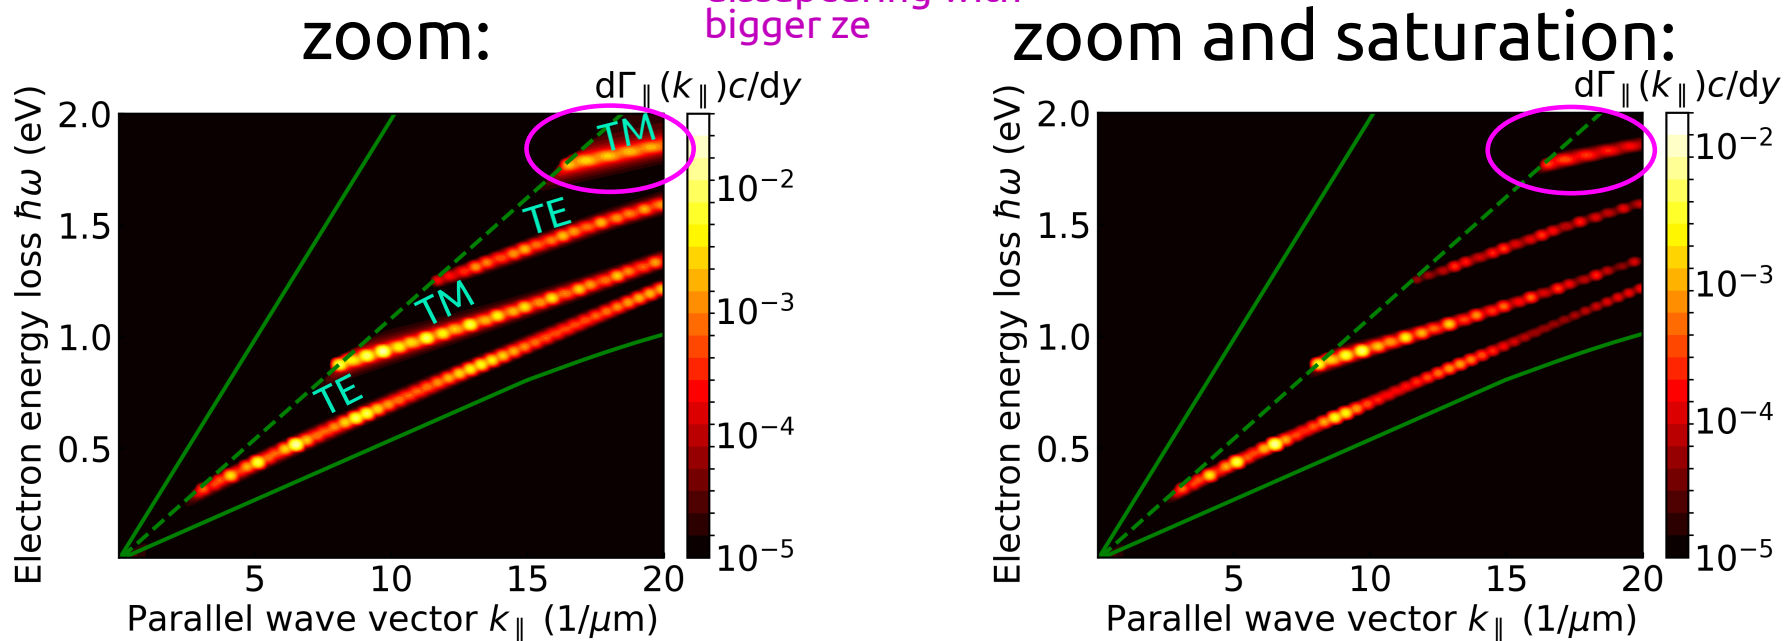 zoom:
bigger ze
zoom and saturation:
dΓ∥(k∥)c/dy
Electron energy loss ħω (eV)
2.0
1.5
1.0
0.5
TM
TE
TM
TE
10⁻²
10⁻³
10⁻⁴
10⁻⁵
5 10 15 20
Parallel wave vector k∥ (1/μm)
dΓ∥(k∥)c/dy
Electron energy loss ħω (eV)
2.0
1.5
1.0
0.5
10⁻²
10⁻³
10⁻⁴
10⁻⁵
5 10 15 20
Parallel wave vector k∥ (1/μm)